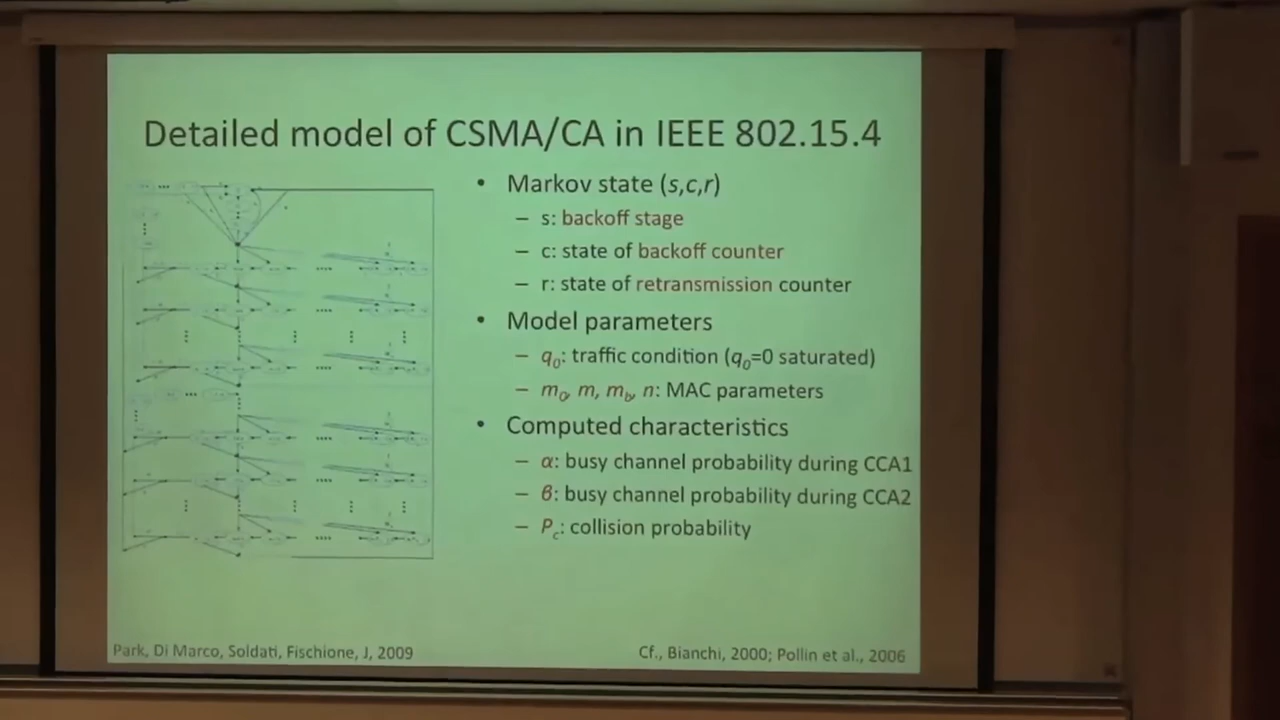 Detailed model of CSMA/CA in IEEE 802.15.4
• Markov state (s,c,r)
– s: backoff stage
– c: state of backoff counter
– r: state of retransmission counter
• Model parameters
– q₀: traffic condition (q₀=0 saturated)
– m₀, m, m_b, n: MAC parameters
• Computed characteristics
– α: busy channel probability during CCA1
– β: busy channel probability during CCA2
– P_c: collision probability
Park, Di Marco, Soldati, Fischione, J, 2009
Cf., Bianchi, 2000; Pollin et al., 2006